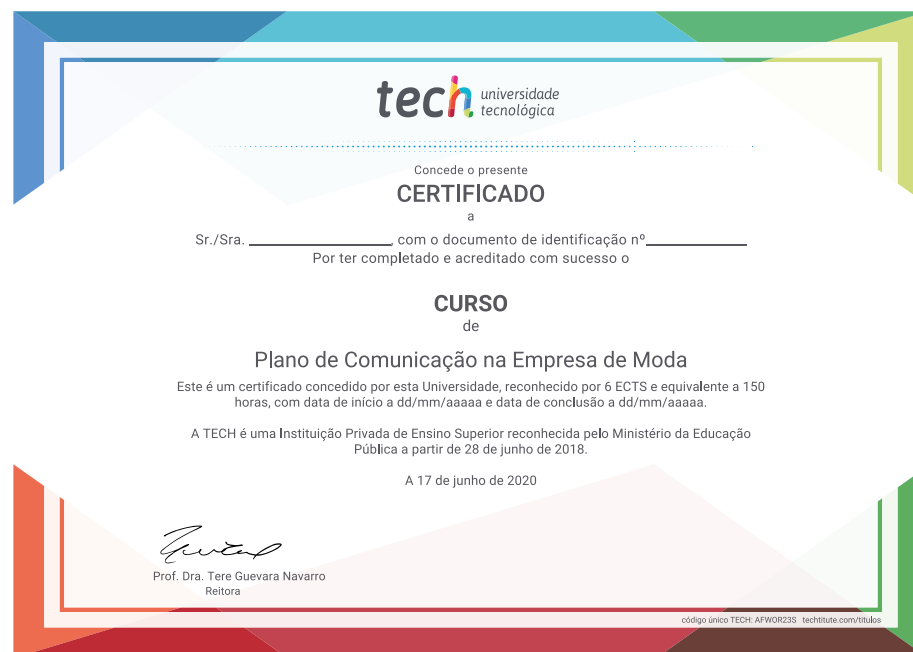 tech universidade
tecnológica
Concede o presente
CERTIFICADO
a
Sr./Sra. ____________________, com o documento de identificação nº______________
Por ter completado e acreditado com sucesso o
CURSO
de
Plano de Comunicação na Empresa de Moda
Este é um certificado concedido por esta Universidade, reconhecido por 6 ECTS e equivalente a 150
horas, com data de início a dd/mm/aaaaa e data de conclusão a dd/mm/aaaaa.
A TECH é uma Instituição Privada de Ensino Superior reconhecida pelo Ministério da Educação
Pública a partir de 28 de junho de 2018.
A 17 de junho de 2020
Prof. Dra. Tere Guevara Navarro
Reitora
código único TECH: AFWOR23S techtitute.com/titulos